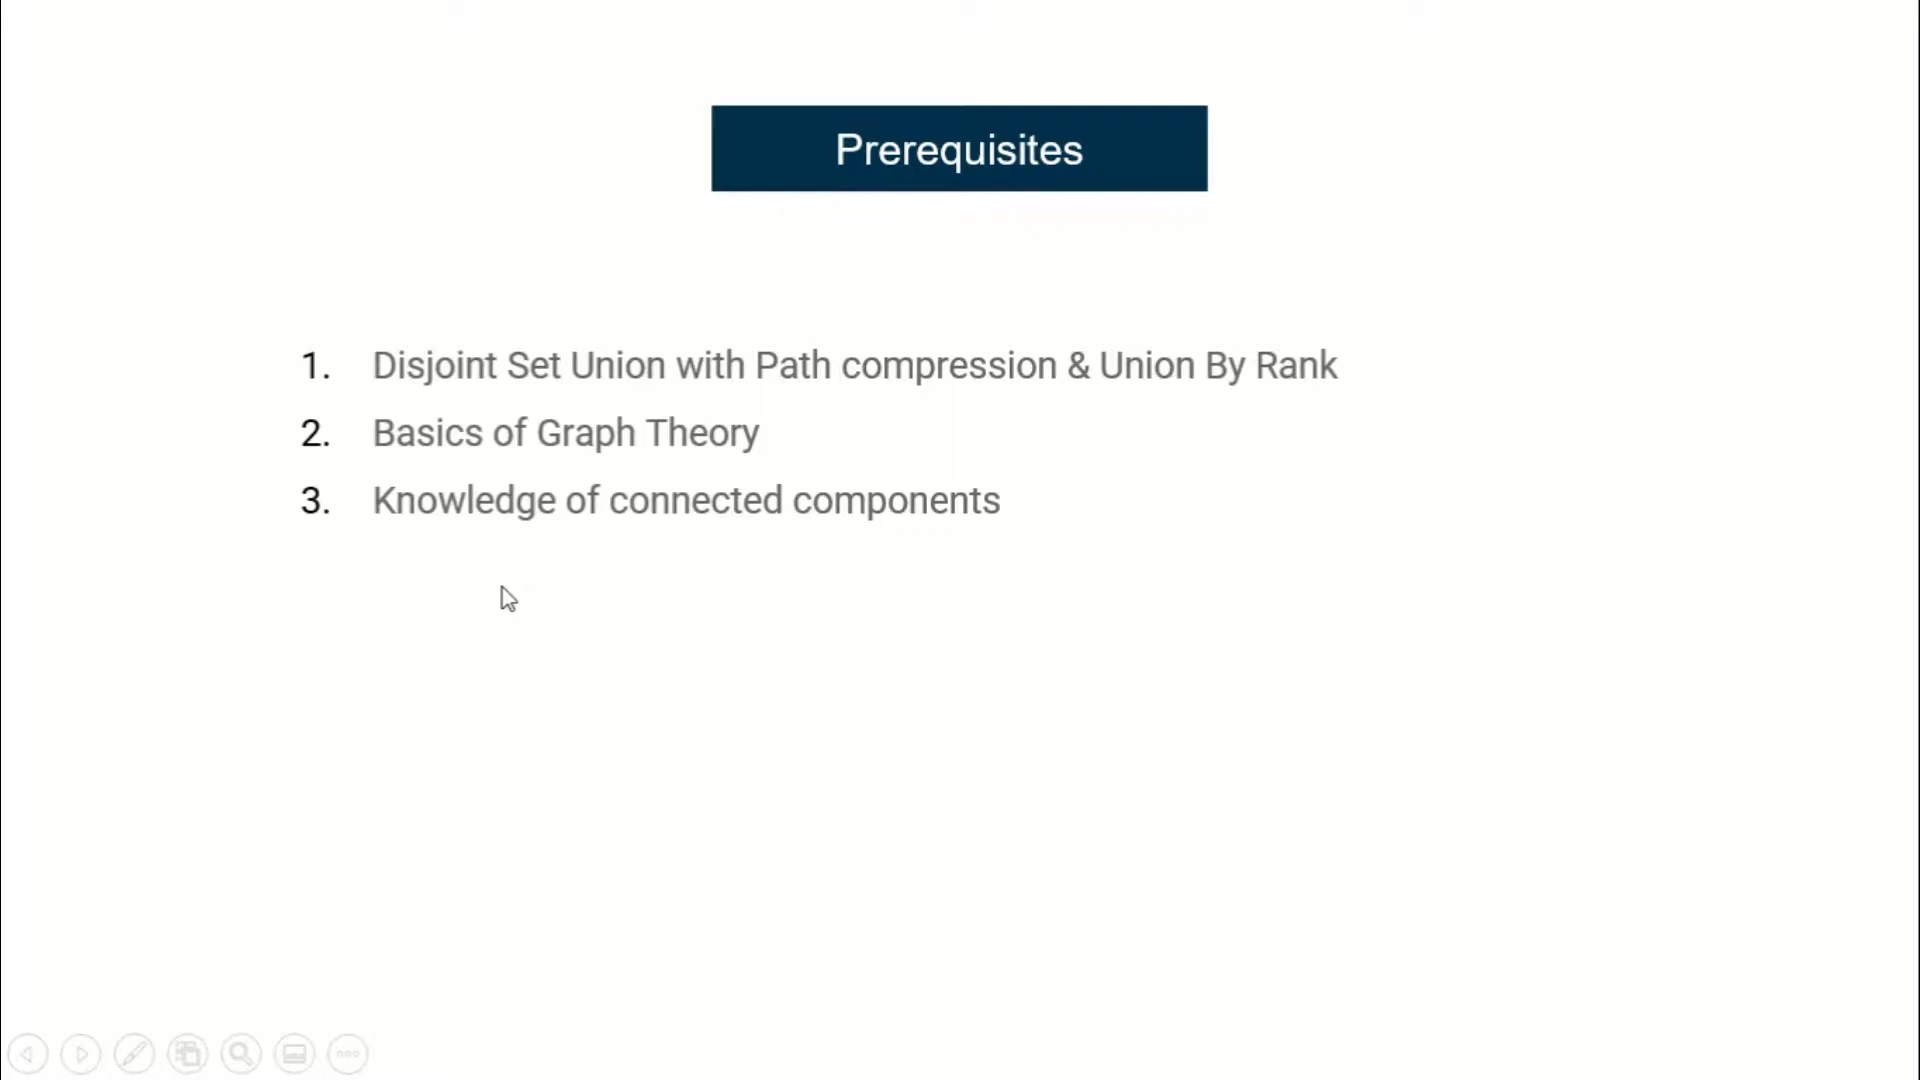 Prerequisites
1. Disjoint Set Union with Path compression & Union By Rank
2. Basics of Graph Theory
3. Knowledge of connected components